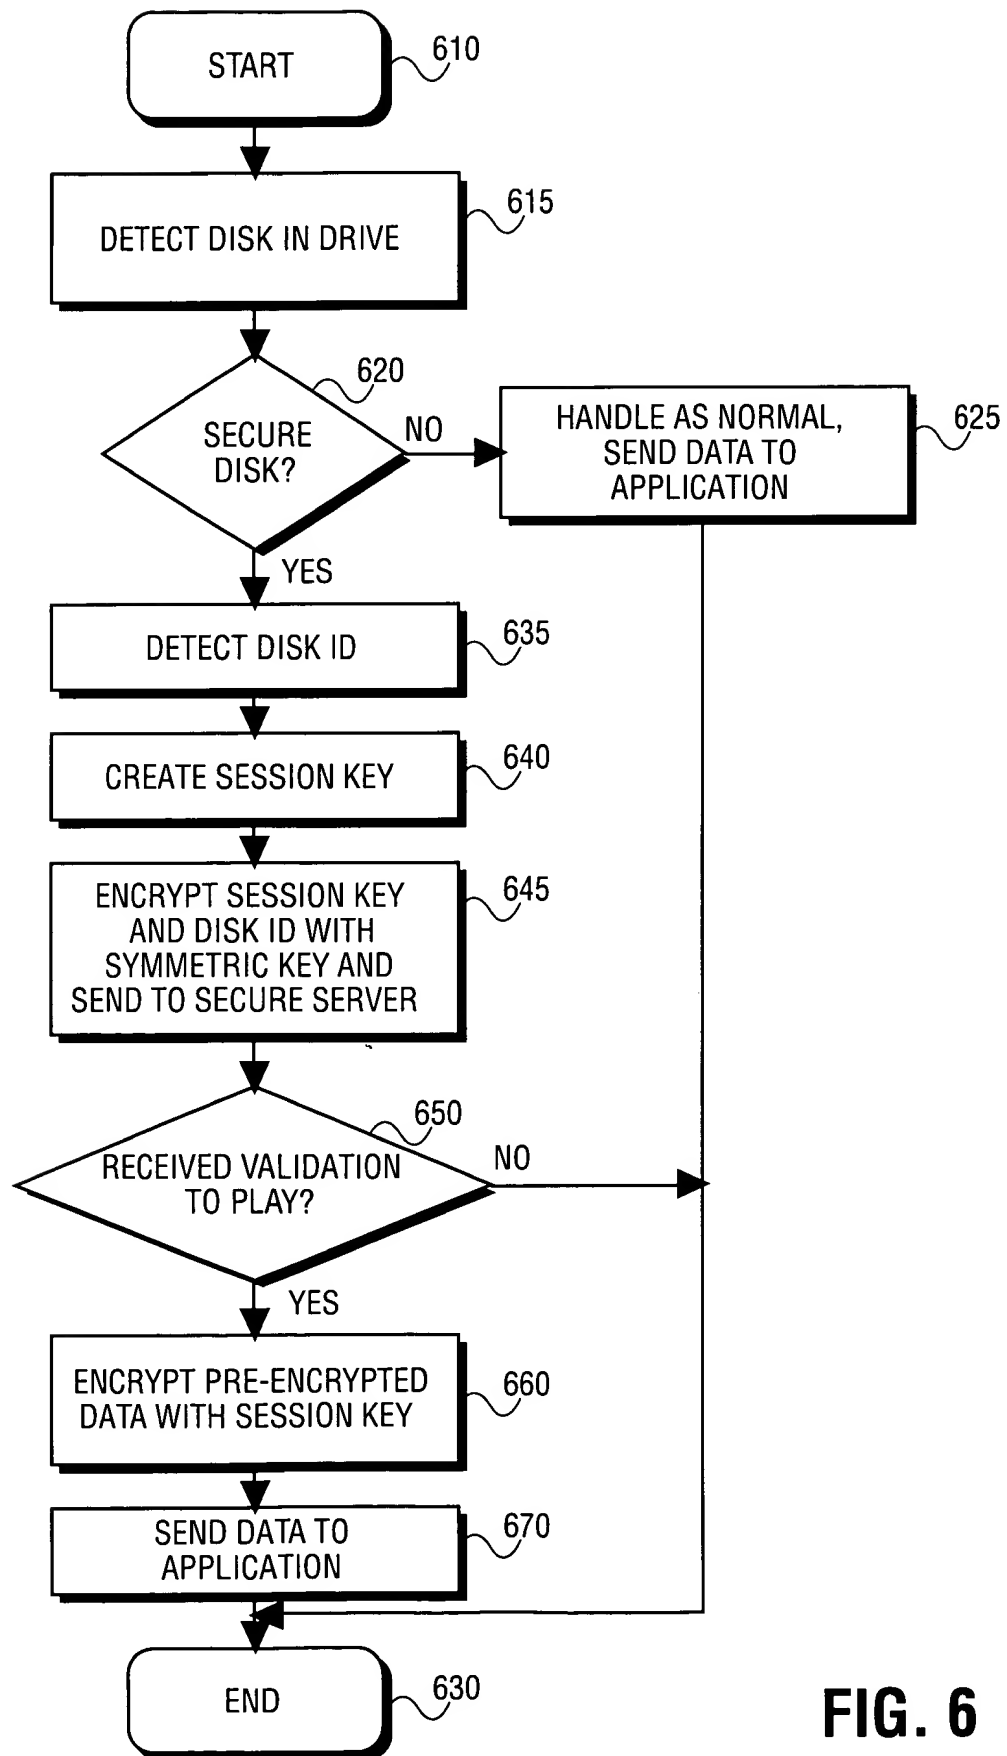 START
610
DETECT DISK IN DRIVE
615
620
SECURE
DISK?
NO
HANDLE AS NORMAL,
SEND DATA TO
APPLICATION
625
YES
DETECT DISK ID
635
CREATE SESSION KEY
640
ENCRYPT SESSION KEY
AND DISK ID WITH
SYMMETRIC KEY AND
SEND TO SECURE SERVER
645
650
RECEIVED VALIDATION
TO PLAY?
NO
YES
ENCRYPT PRE-ENCRYPTED
DATA WITH SESSION KEY
660
SEND DATA TO
APPLICATION
670
END
630
FIG. 6